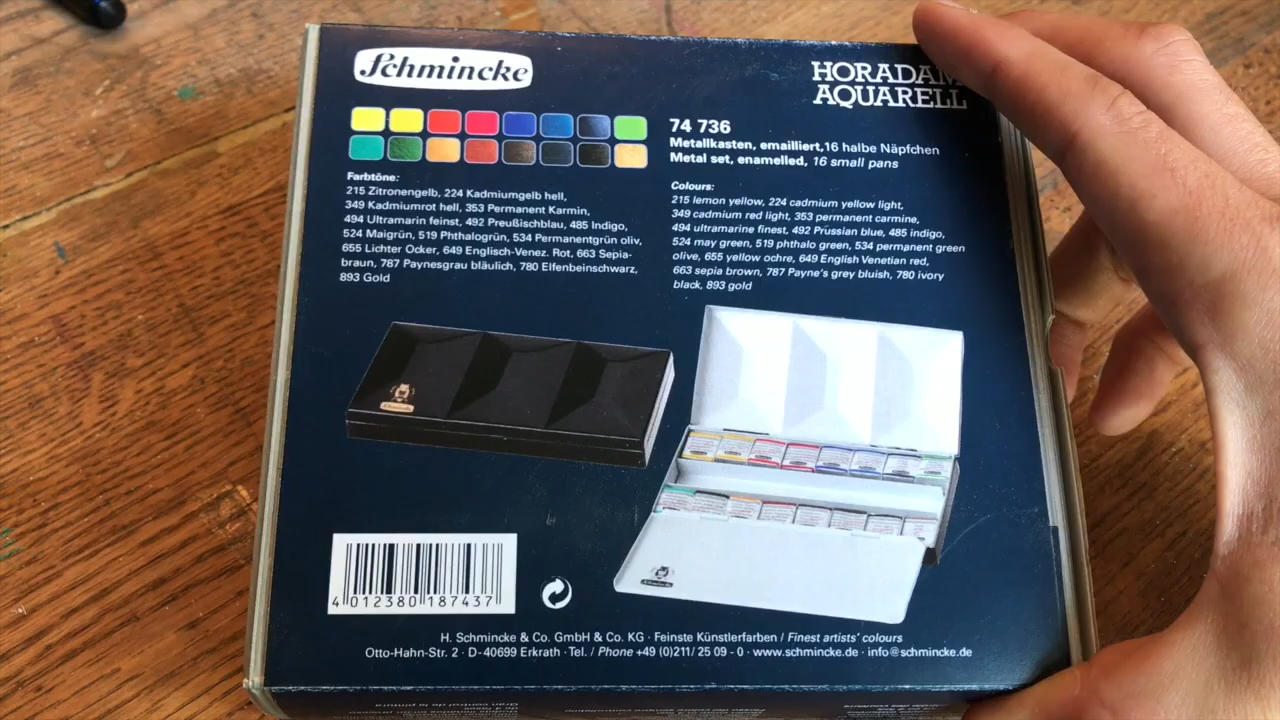 Schmincke
HORADAM
AQUARELL
74 736
Metallkasten, emailliert,16 halbe Näpfchen
Metal set, enamelled, 16 small pans
Farbtöne:
215 Zitronengelb, 224 Kadmiumgelb hell,
349 Kadmiumrot hell, 353 Permanent Karmin,
494 Ultramarin feinst, 492 Preußischblau, 485 Indigo,
524 Maigrün, 519 Phthalogrün, 534 Permanentgrün oliv,
655 Lichter Ocker, 649 Englisch-Venez. Rot, 663 Sepia-
braun, 787 Paynesgrau bläulich, 780 Elfenbeinschwarz,
893 Gold
Colours:
215 lemon yellow, 224 cadmium yellow light,
349 cadmium red light, 353 permanent carmine,
494 ultramarine finest, 492 Prussian blue, 485 indigo,
524 may green, 519 phthalo green, 534 permanent green
olive, 655 yellow ochre, 649 English Venetian red,
663 sepia brown, 787 Payne's grey bluish, 780 ivory
black, 893 gold
Schmincke
Schmincke
4 012380 187437
H. Schmincke & Co. GmbH & Co. KG · Feinste Künstlerfarben / Finest artists' colours
Otto-Hahn-Str. 2 · D-40699 Erkrath · Tel. / Phone +49 (0)211/ 25 09 - 0 · www.schmincke.de · info@schmincke.de